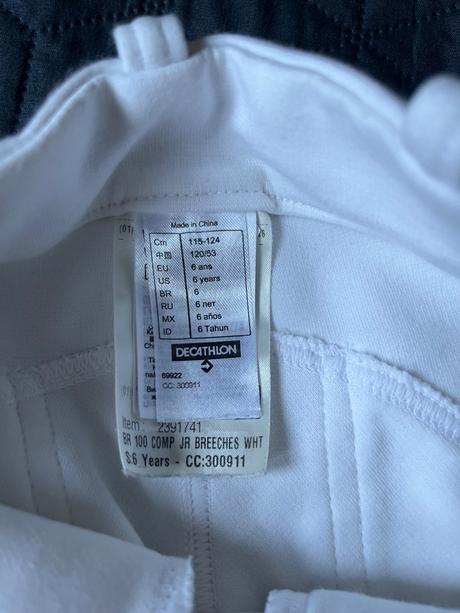 Made in China
Cm 115-124
中国 120/53
EU 6 ans
US 6 years
BR 6
RU 6 лет
MX 6 años
ID 6 Tahun
DECATHLON
69922
CC: 300911
Item: 2391741
BR 100 COMP JR BREECHES WHT
S:6 Years - CC:300911